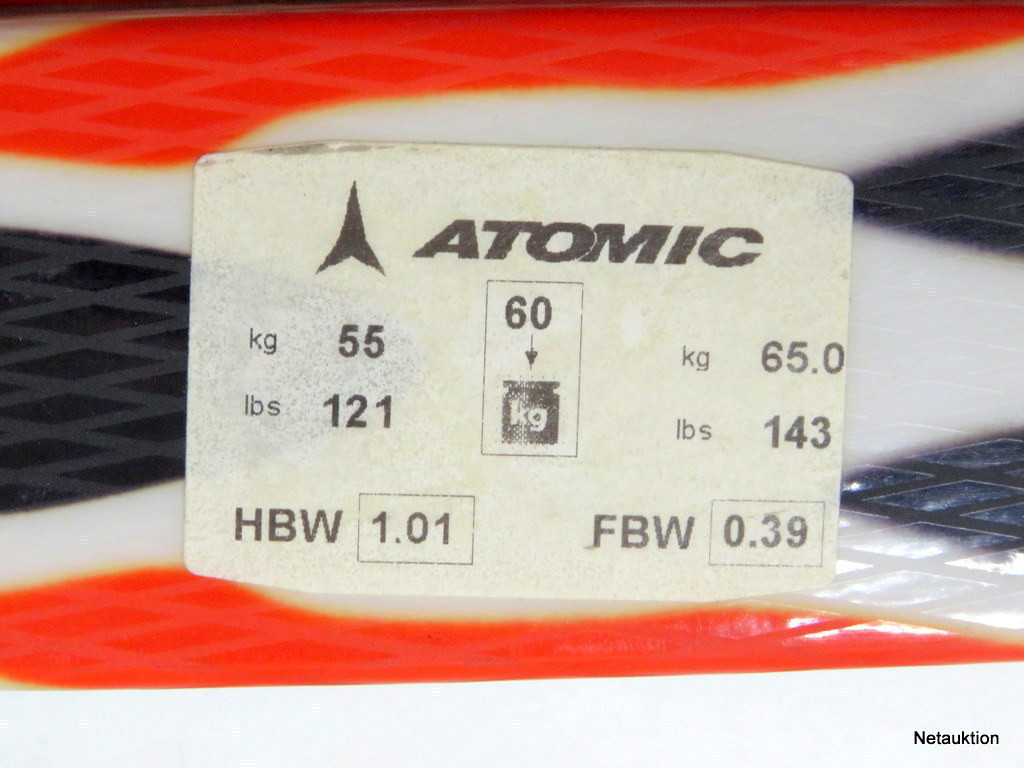 ATOMIC
60
kg 55
kg 65.0
kg
lbs 121
lbs 143
HBW 1.01
FBW 0.39
Netauktion